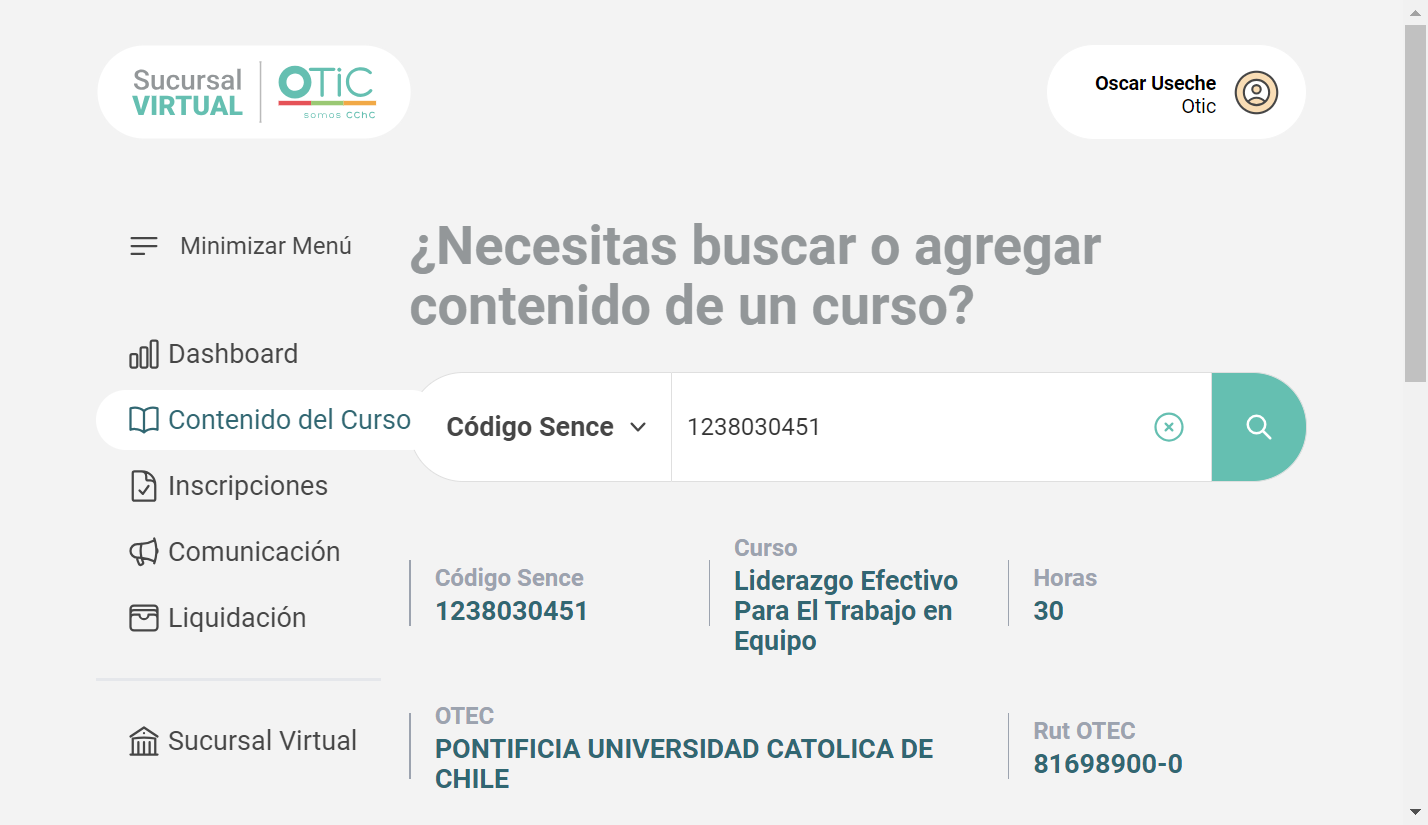 Sucursal
VIRTUAL
OTiC
somos CChC
Oscar Useche
Otic
Minimizar Menú
¿Necesitas buscar o agregar
contenido de un curso?
Dashboard
Contenido del Curso
Inscripciones
Comunicación
Liquidación
Sucursal Virtual
Código Sence
1238030451
Código Sence
1238030451
Curso
Liderazgo Efectivo
Para El Trabajo en
Equipo
Horas
30
OTEC
PONTIFICIA UNIVERSIDAD CATOLICA DE
CHILE
Rut OTEC
81698900-0